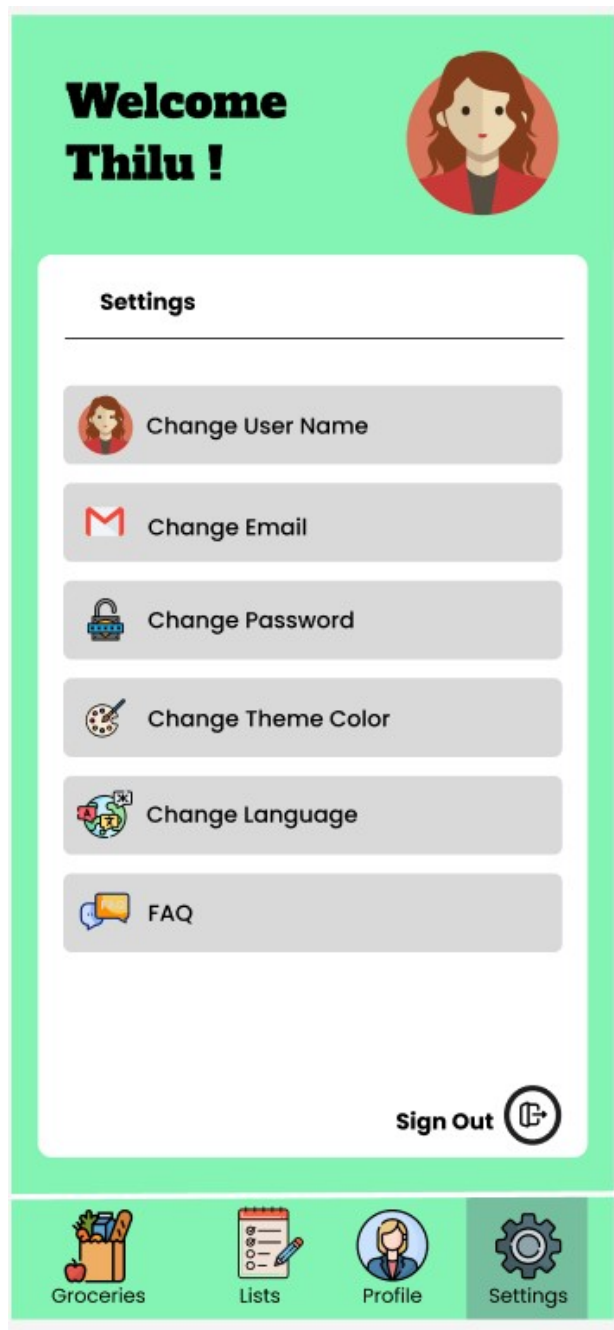 Welcome
Thilu !
Settings
Change User Name
Change Email
Change Password
Change Theme Color
Change Language
FAQ
FAQ
Sign Out
Groceries
Lists
Profile
Settings